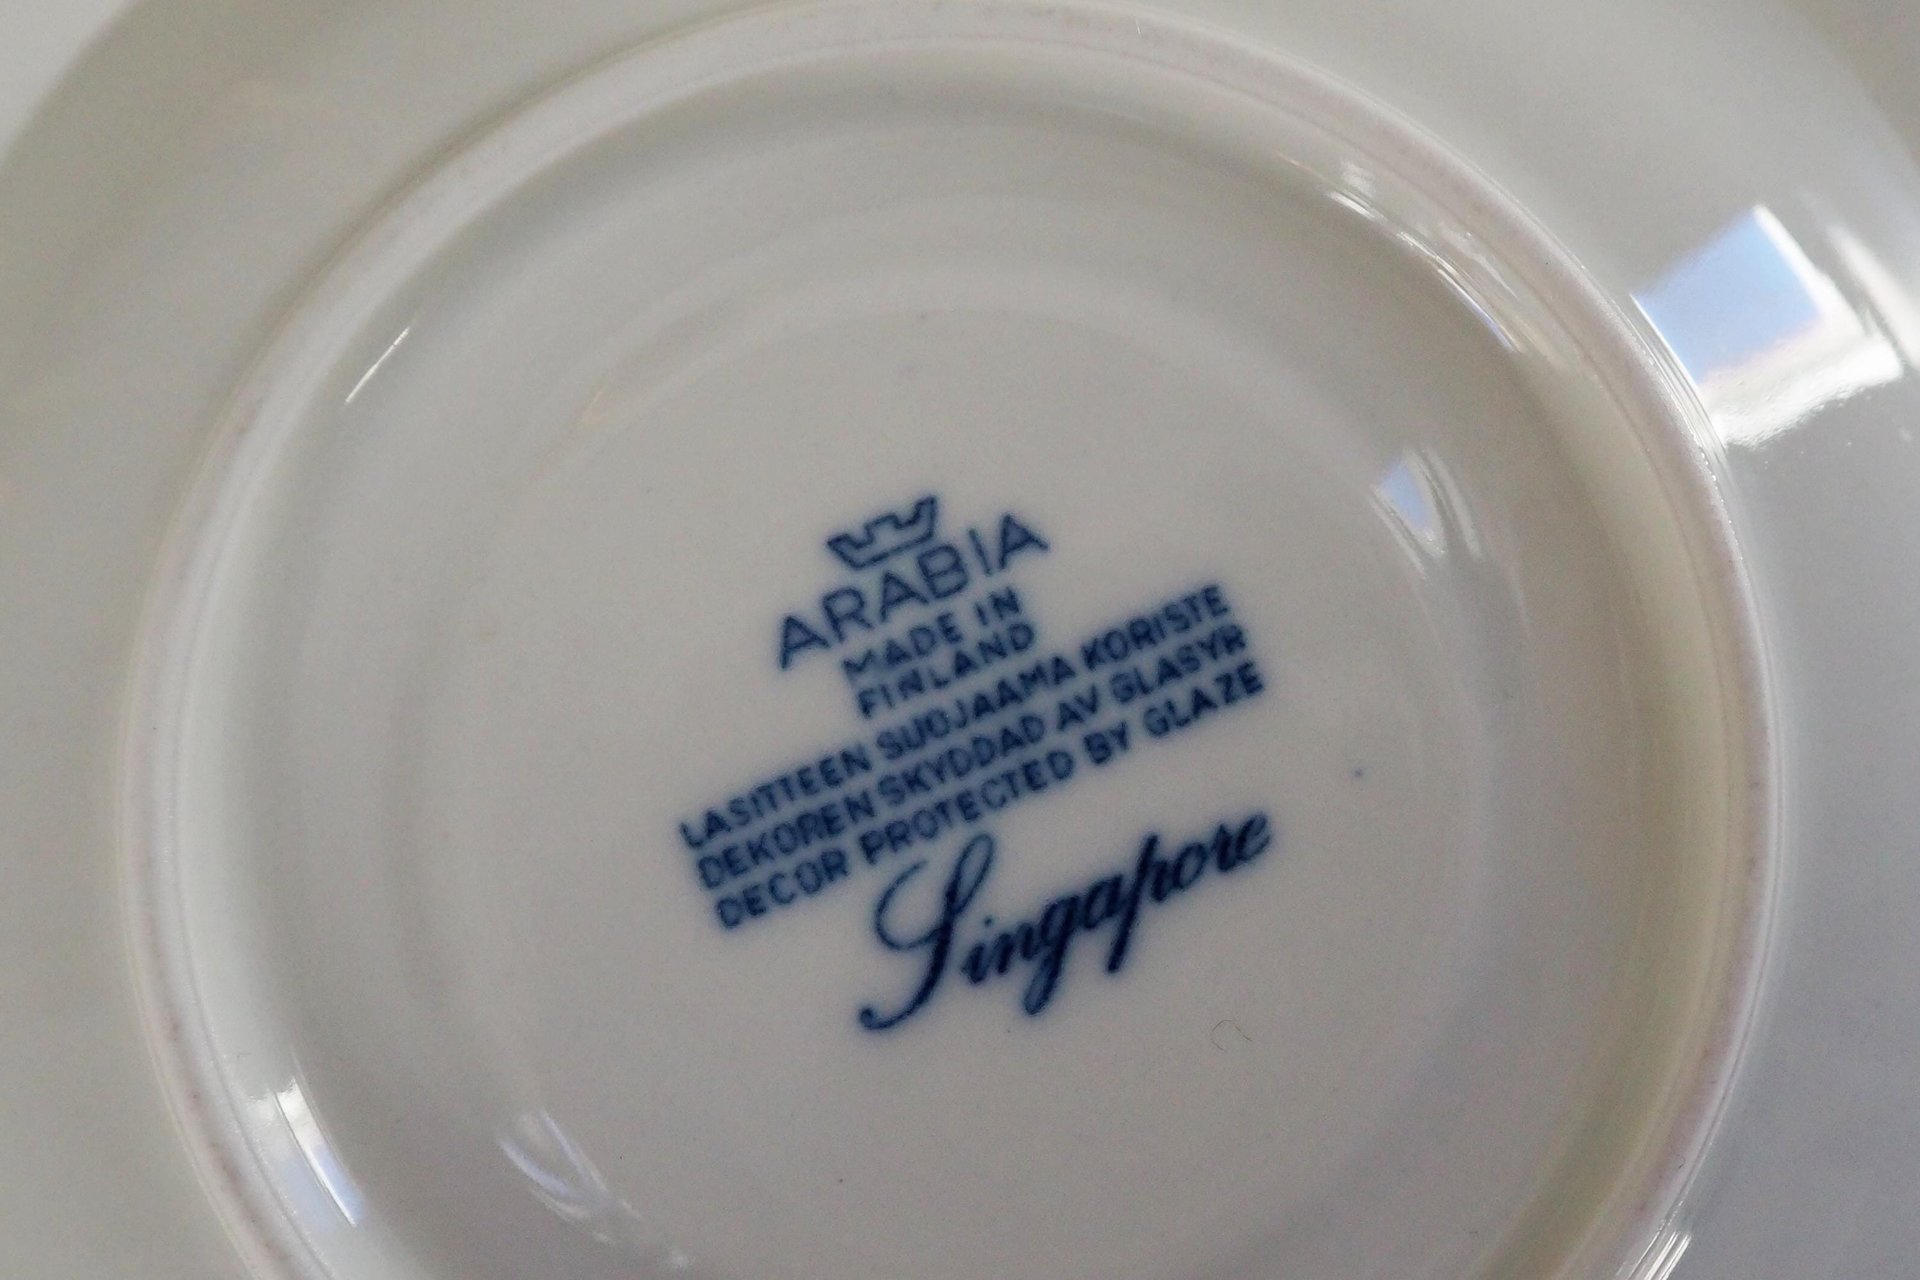 ARABIA
MADE IN
FINLAND
LASITTEEN SUOJAAMA KORISTE
DEKOREN SKYDDAD AV GLASYR
DECOR PROTECTED BY GLAZE
Singapore